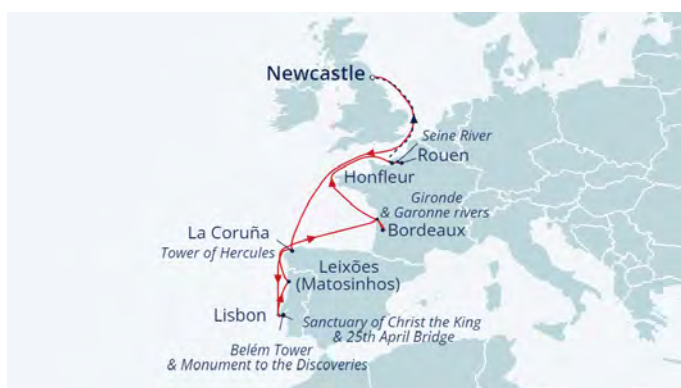 Newcastle
Seine River
Rouen
Honfleur
Gironde
& Garonne rivers
Bordeaux
La Coruña
Tower of Hercules
Leixões
(Matosinhos)
Lisbon
Sanctuary of Christ the King
& 25th April Bridge
Belém Tower
& Monument to the Discoveries